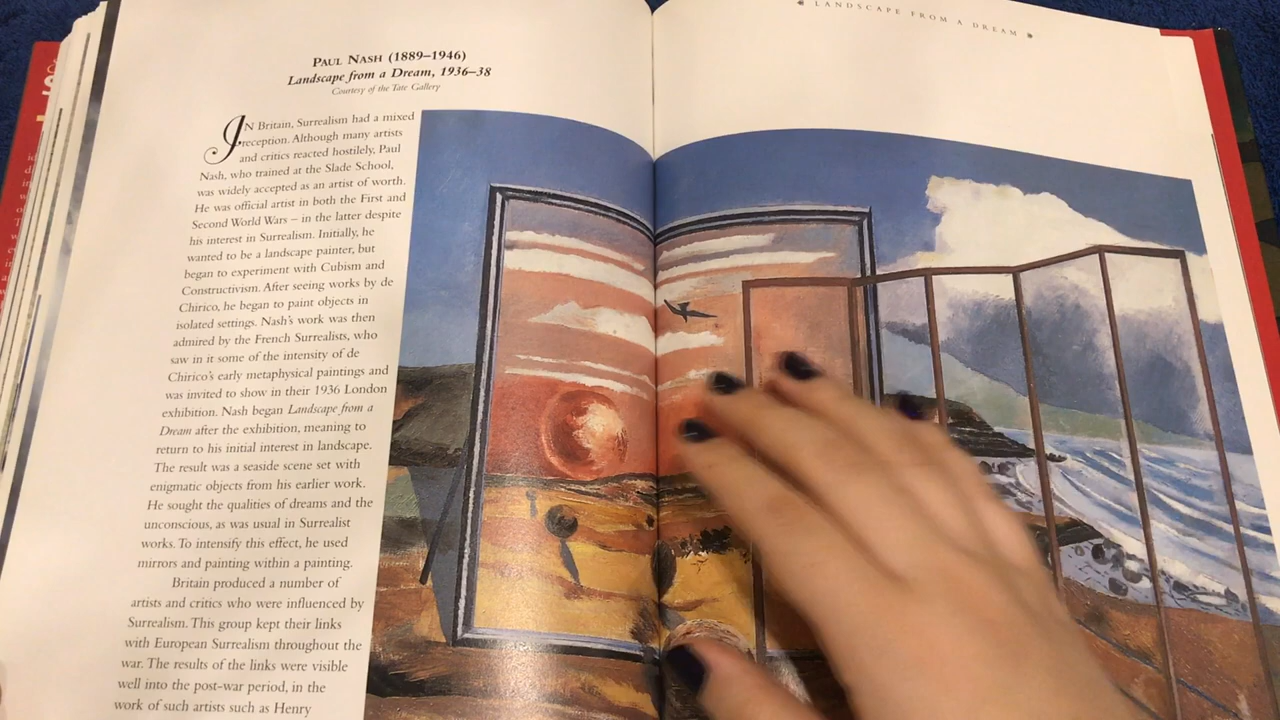 LANDSCAPE FROM A DREAM
PAUL NASH (1889–1946)
Landscape from a Dream, 1936–38
Courtesy of the Tate Gallery
IN Britain, Surrealism had a mixed
reception. Although many artists
and critics reacted hostilely, Paul
Nash, who trained at the Slade School,
was widely accepted as an artist of worth.
He was official artist in both the First and
Second World Wars – in the latter despite
his interest in Surrealism. Initially, he
wanted to be a landscape painter, but
began to experiment with Cubism and
Constructivism. After seeing works by de
Chirico, he began to paint objects in
isolated settings. Nash's work was then
admired by the French Surrealists, who
saw in it some of the intensity of de
Chirico's early metaphysical paintings and
was invited to show in their 1936 London
exhibition. Nash began Landscape from a
Dream after the exhibition, meaning to
return to his initial interest in landscape.
The result was a seaside scene set with
enigmatic objects from his earlier work.
He sought the qualities of dreams and the
unconscious, as was usual in Surrealist
works. To intensify this effect, he used
mirrors and painting within a painting.
Britain produced a number of
artists and critics who were influenced by
Surrealism. This group kept their links
with European Surrealism throughout the
war. The results of the links were visible
well into the post-war period, in the
work of such artists such as Henry